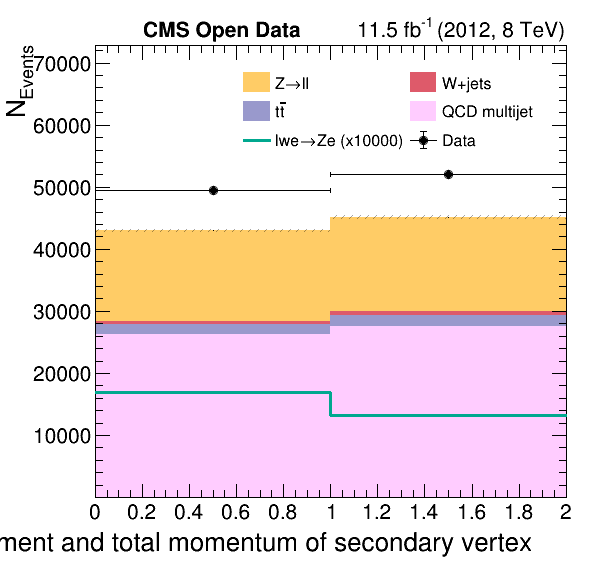 CMS Open Data 11.5 fb⁻¹ (2012, 8 TeV)
N_Events
70000
60000
50000
40000
30000
20000
10000
Z→ll W+jets
tt̄ QCD multijet
Iwe→Ze (x10000) Data
0 0.2 0.4 0.6 0.8 1 1.2 1.4 1.6 1.8 2
ment and total momentum of secondary vertex